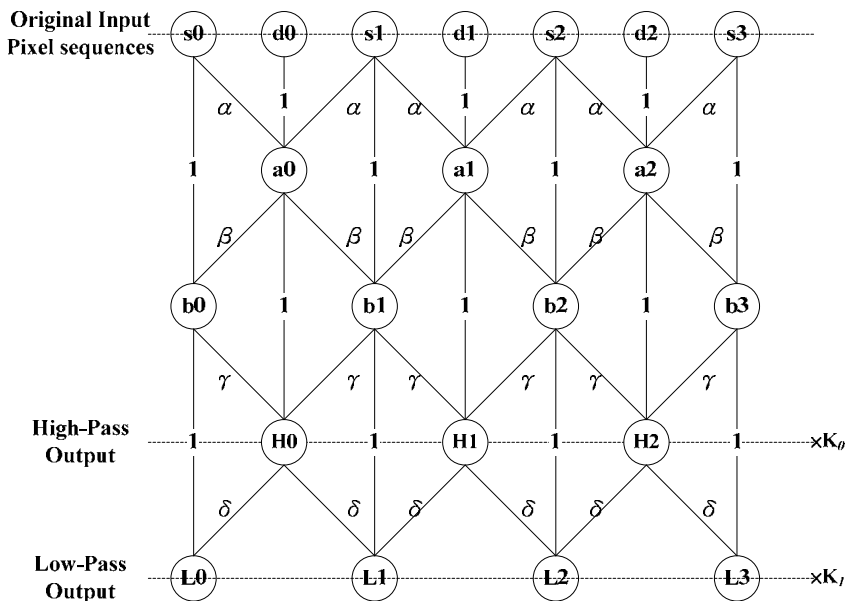 Original Input
Pixel sequences
s0 d0 s1 d1 s2 d2 s3
α 1 α α 1 α α 1 α
1 a0 1 a1 1 a2 1
β β β β β β
b0 1 b1 1 b2 1 b3
γ γ γ γ γ γ
High-Pass
Output
1 H0 1 H1 1 H2 1 ×K₀
δ δ δ δ δ δ
Low-Pass
Output
L0 L1 L2 L3 ×K₁